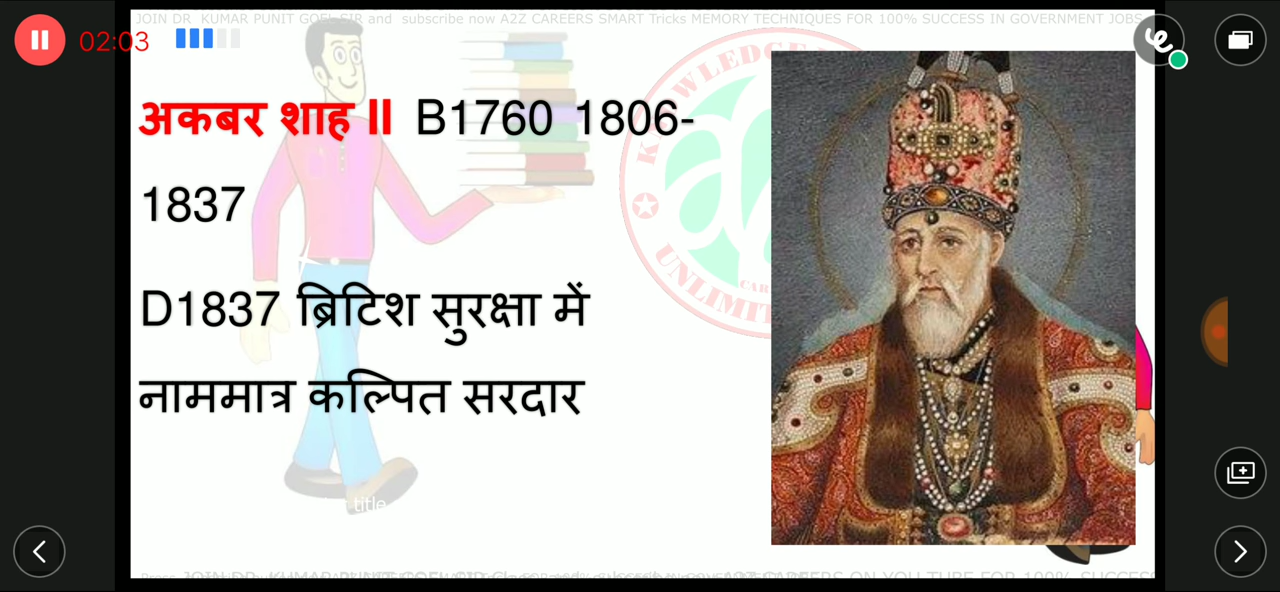 JOIN DR KUMAR PUNIT GOEL SIR and subscribe now A2Z CAREERS SMART Tricks MEMORY TECHNIQUES FOR 100% SUCCESS IN GOVERNMENT JOBS
02:03
अकबर शाह II B1760 1806-
1837
D1837 ब्रिटिश सुरक्षा में
नाममात्र कल्पित सरदार
title